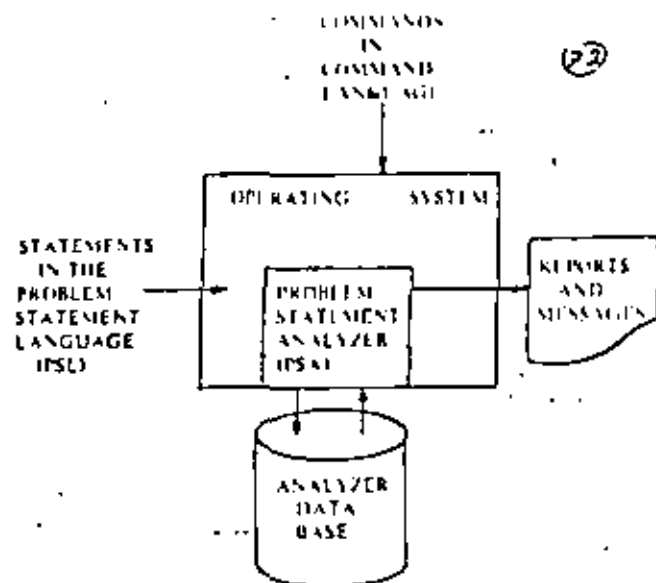 COMMANDS
IN
COMMAND
LANGUAGE
OPERATING SYSTEM
STATEMENTS
IN THE
PROBLEM
STATEMENT
LANGUAGE
(PSL)
PROBLEM
STATEMENT
ANALYZER
(PSA)
REPORTS
AND
MESSAGES
ANALYZER
DATA
BASE